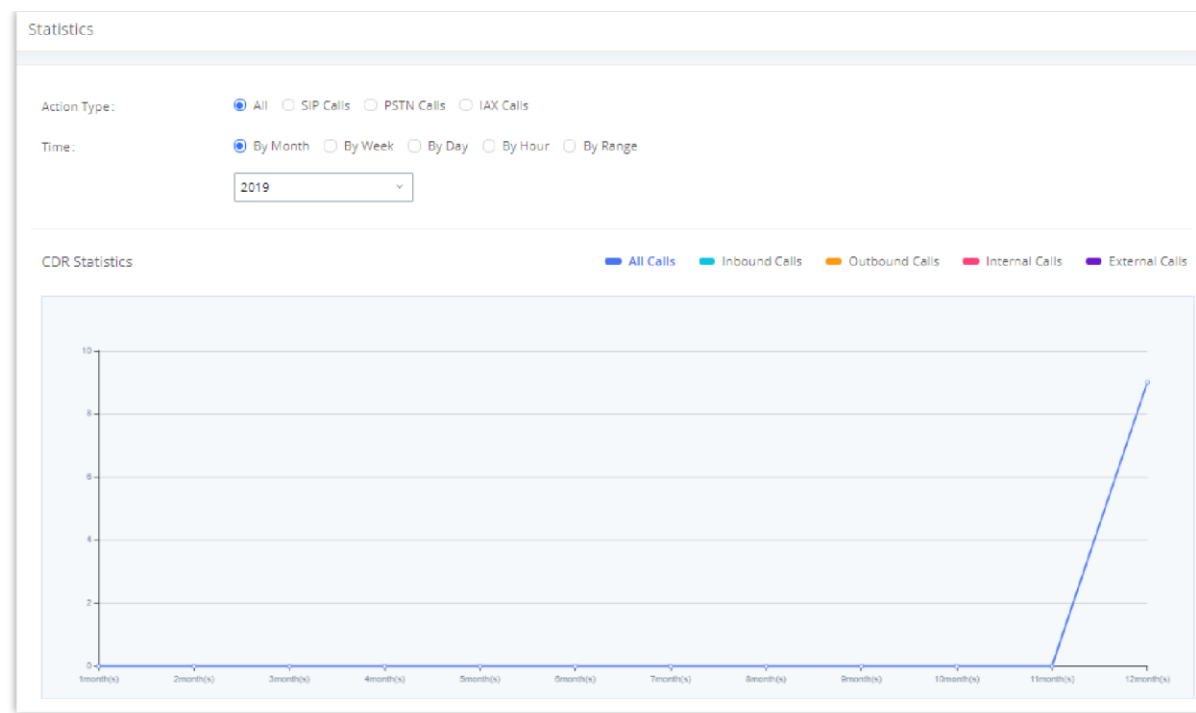 Statistics
Action Type: All SIP Calls PSTN Calls IAX Calls
Time: By Month By Week By Day By Hour By Range
2019
CDR Statistics All Calls Inbound Calls Outbound Calls Internal Calls External Calls
10
8
6
4
2
0
1month(s) 2month(s) 3month(s) 4month(s) 5month(s) 6month(s) 7month(s) 8month(s) 9month(s) 10month(s) 11month(s) 12month(s)